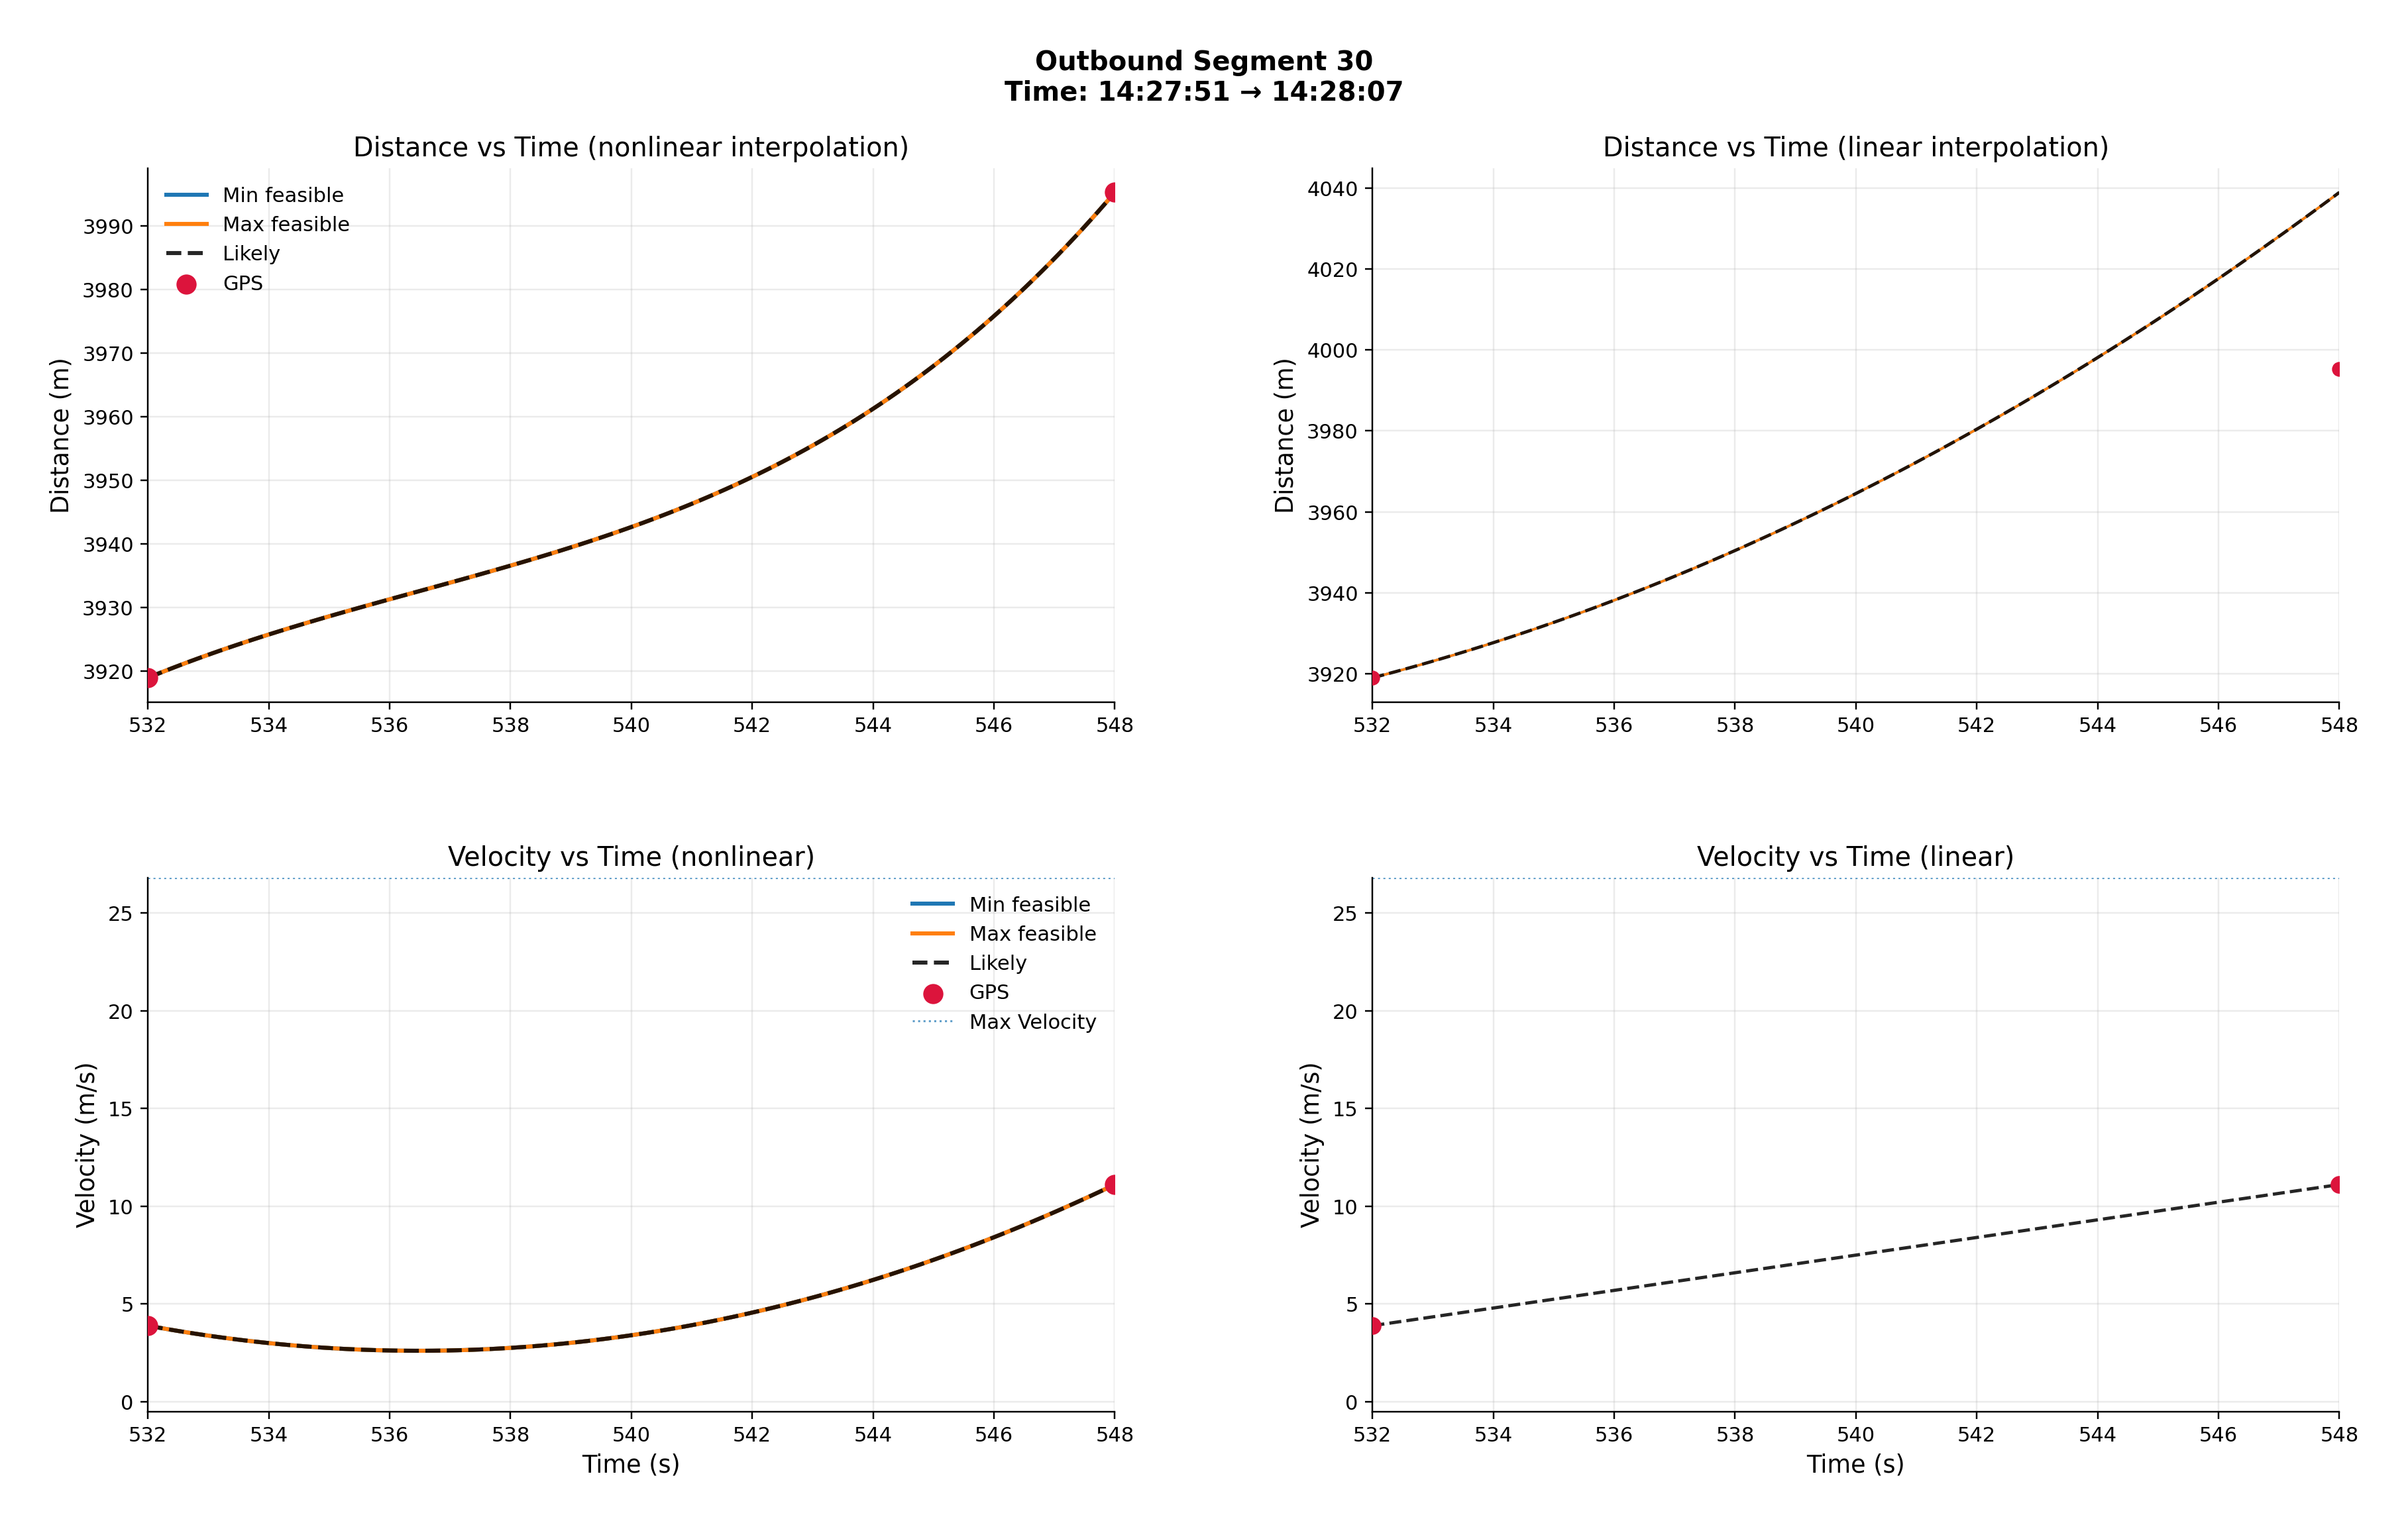 Outbound Segment 30
Time: 14:27:51 → 14:28:07
Distance vs Time (nonlinear interpolation)
Min feasible
Max feasible
Likely
GPS
3990
3980
3970
3960
3950
3940
3930
3920
Distance (m)
532 534 536 538 540 542 544 546 548
Distance vs Time (linear interpolation)
4040
4020
4000
3980
3960
3940
3920
Distance (m)
532 534 536 538 540 542 544 546 548
Velocity vs Time (nonlinear)
Min feasible
Max feasible
Likely
GPS
Max Velocity
25
20
15
10
5
0
Velocity (m/s)
532 534 536 538 540 542 544 546 548
Time (s)
Velocity vs Time (linear)
25
20
15
10
5
0
Velocity (m/s)
532 534 536 538 540 542 544 546 548
Time (s)